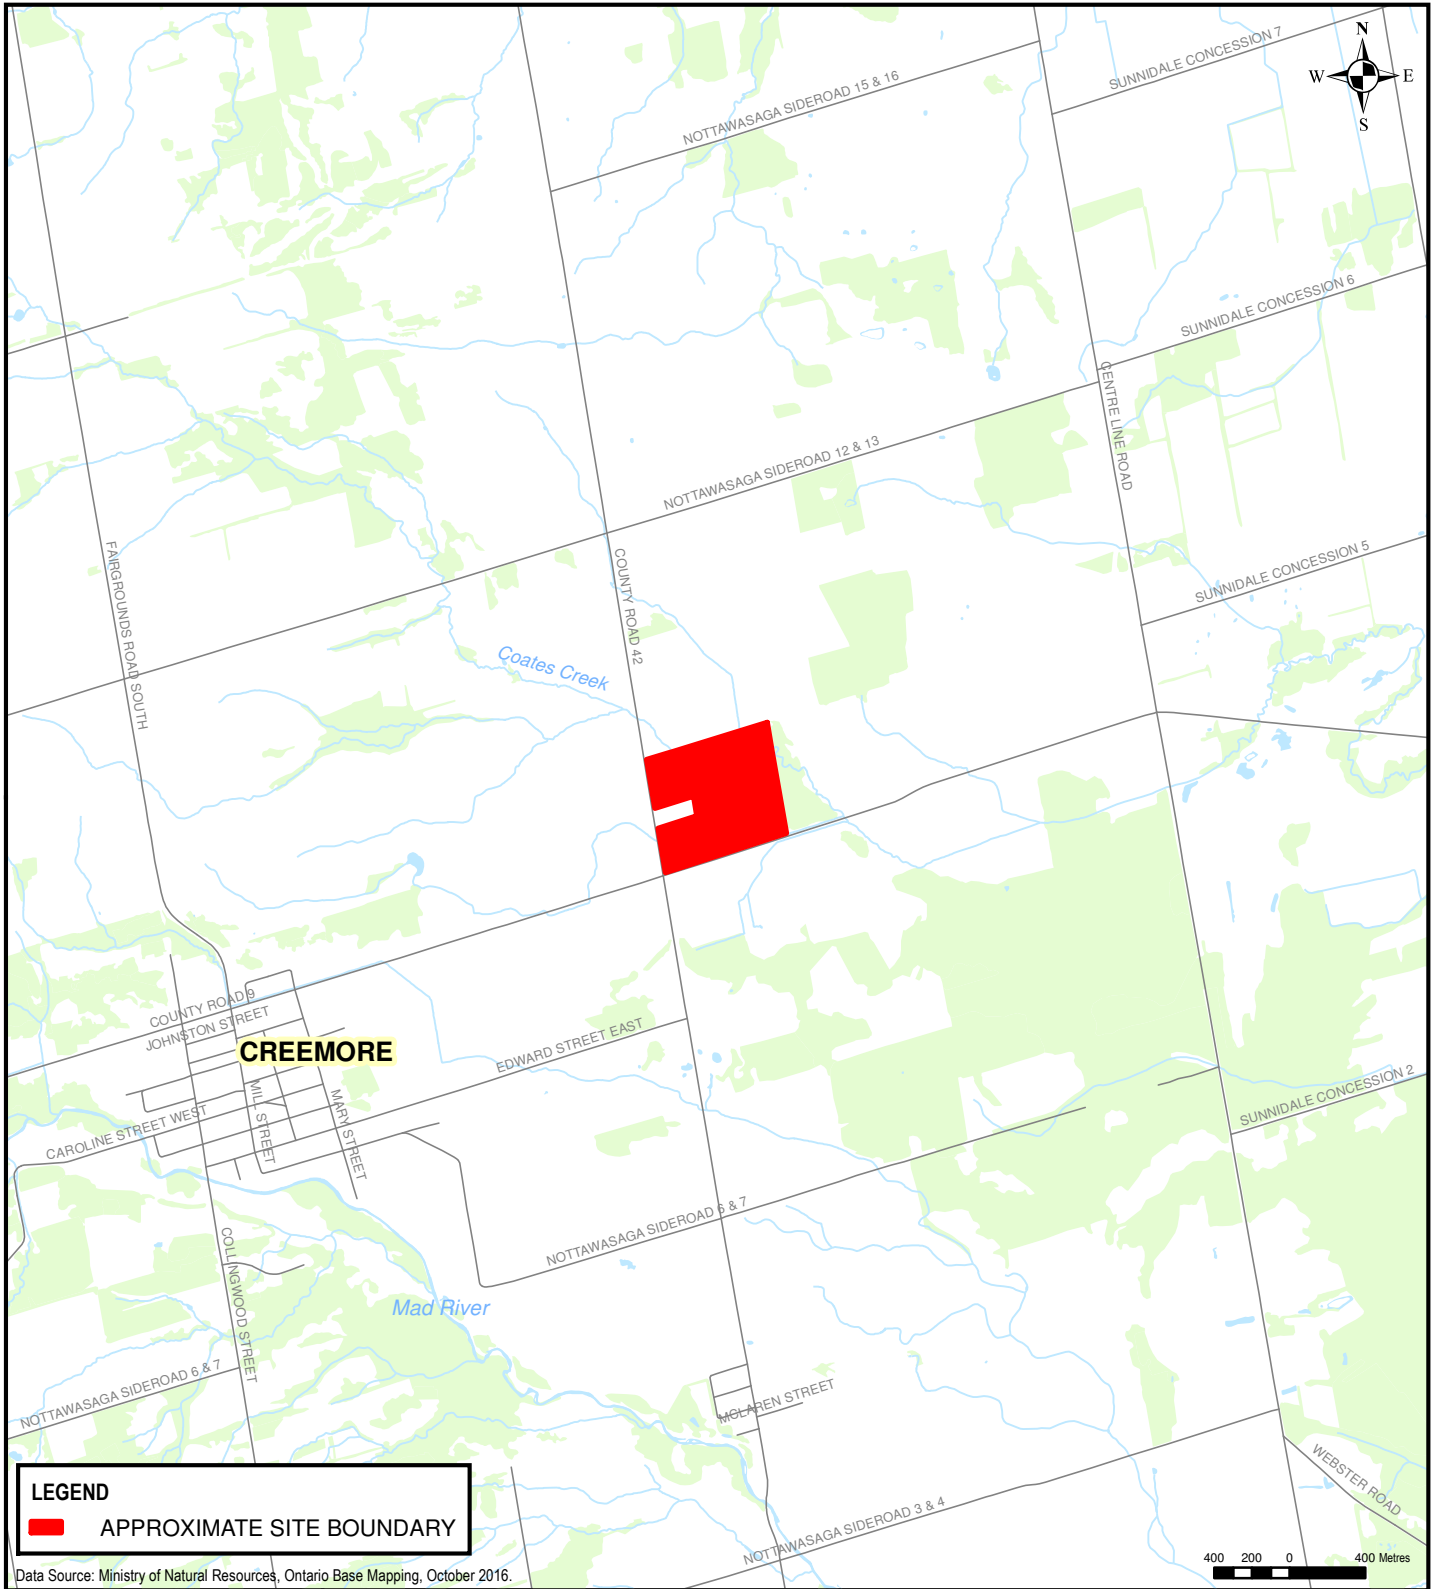 N
W E
S
SUNNIDALE CONCESSION 7
NOTTAWASAGA SIDEROAD 15 & 16
SUNNIDALE CONCESSION 6
CENTRE LINE ROAD
NOTTAWASAGA SIDEROAD 12 & 13
FAIRGROUNDS ROAD SOUTH
COUNTY ROAD 42
SUNNIDALE CONCESSION 5
Coates Creek
COUNTY ROAD 9
JOHNSTON STREET
CREEMORE
EDWARD STREET EAST
MILL STREET
MARY STREET
CAROLINE STREET WEST
SUNNIDALE CONCESSION 2
NOTTAWASAGA SIDEROAD 6 & 7
COLLINGWOOD STREET
Mad River
NOTTAWASAGA SIDEROAD 6 & 7
MCLAREN STREET
WEBSTER ROAD
NOTTAWASAGA SIDEROAD 3 & 4
LEGEND
APPROXIMATE SITE BOUNDARY
400 200 0 400 Metres
Data Source: Ministry of Natural Resources, Ontario Base Mapping, October 2016.